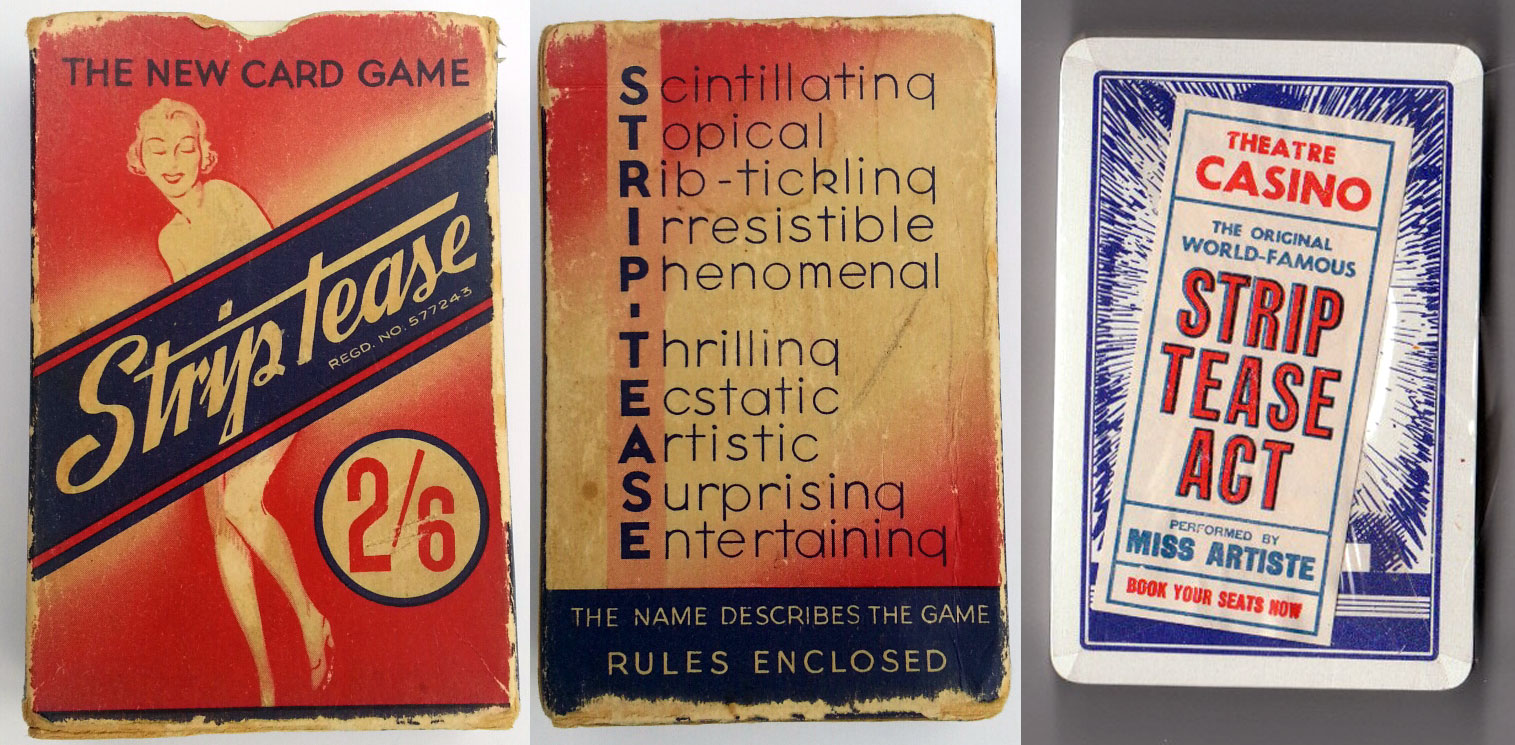 THE NEW CARD GAME
Strip Tease
REGD. NO. 577243
2/6
Scintillating
Topical
Rib-tickling
Irresistible
Phenomenal
-
Thrilling
Ecstatic
Artistic
Surprising
Entertaining
THE NAME DESCRIBES THE GAME
RULES ENCLOSED
THEATRE
CASINO
THE ORIGINAL
WORLD-FAMOUS
STRIP
TEASE
ACT
PERFORMED BY
MISS ARTISTE
BOOK YOUR SEATS NOW